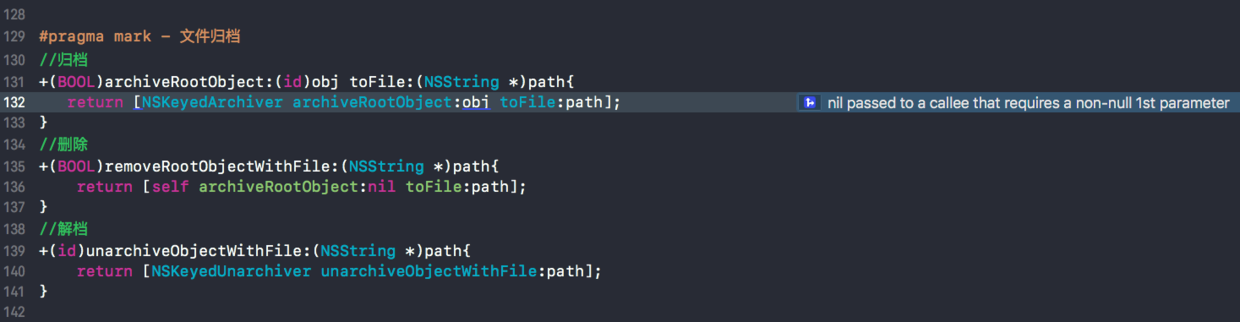 128
129 #pragma mark - 文件归档
130 //归档
131 +(BOOL)archiveRootObject:(id)obj toFile:(NSString *)path{
132 return [NSKeyedArchiver archiveRootObject:obj toFile:path]; nil passed to a callee that requires a non-null 1st parameter
133 }
134 //删除
135 +(BOOL)removeRootObjectWithFile:(NSString *)path{
136 return [self archiveRootObject:nil toFile:path];
137 }
138 //解档
139 +(id)unarchiveObjectWithFile:(NSString *)path{
140 return [NSKeyedUnarchiver unarchiveObjectWithFile:path];
141 }
142